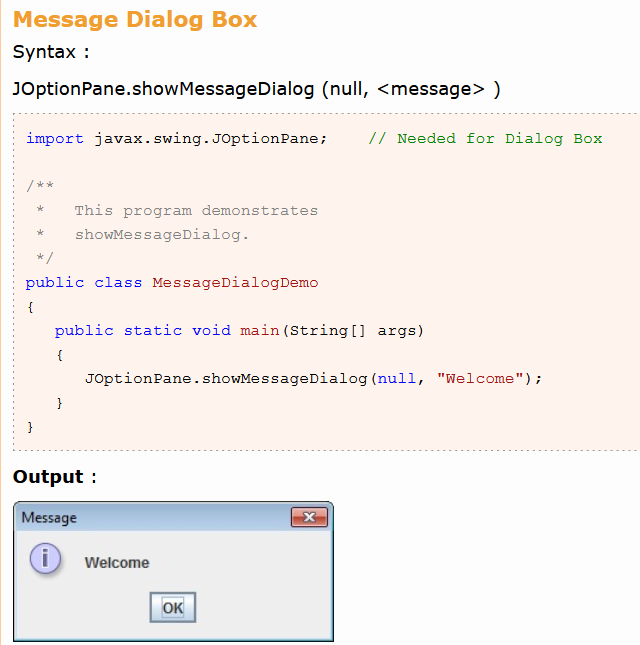 Message Dialog Box
Syntax :
JOptionPane.showMessageDialog (null, <message> )
import javax.swing.JOptionPane;    // Needed for Dialog Box
/**
 *   This program demonstrates
 *   showMessageDialog.
 */
public class MessageDialogDemo
{
   public static void main(String[] args)
   {
      JOptionPane.showMessageDialog(null, "Welcome");
   }
}
Output :
Message
i
Welcome
OK